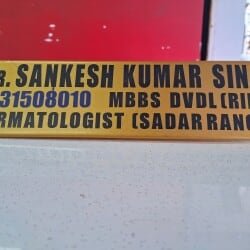 R. SANKESH KUMAR SIN
31508010 MBBS DVDL(RI
RMATOLOGIST (SADAR RANC